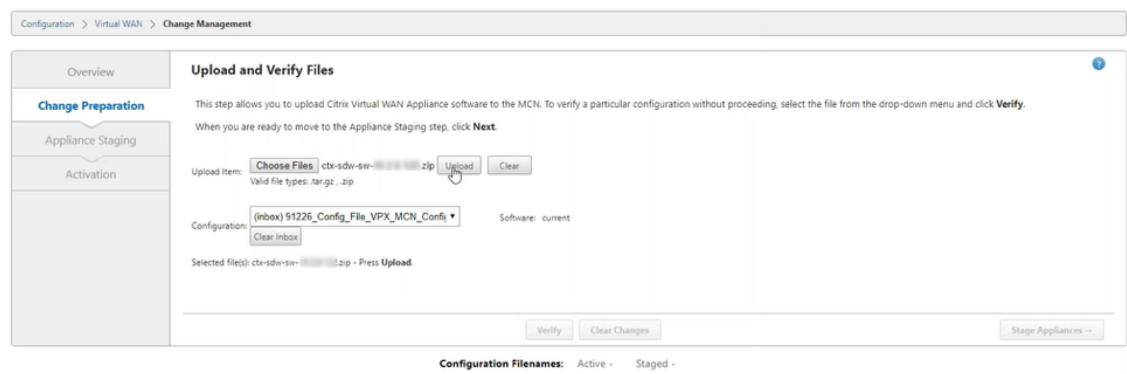 Configuration > Virtual WAN > Change Management
Overview
Change Preparation
Appliance Staging
Activation
Upload and Verify Files
?
This step allows you to upload Citrix Virtual WAN Appliance software to the MCN. To verify a particular configuration without proceeding, select the file from the drop-down menu and click Verify.
When you are ready to move to the Appliance Staging step, click Next.
Upload Item: Choose Files ctx-sdw-sw- .zip Upload Clear
Valid file types: .tar.gz , .zip
Configuration: (inbox) 91226_Config_File_VPX_MCN_Config Software: current
Clear Inbox
Selected file(s): ctx-sdw-sw- .zip - Press Upload.
Verify Clear Changes Stage Appliances →
Configuration Filenames: Active - Staged -